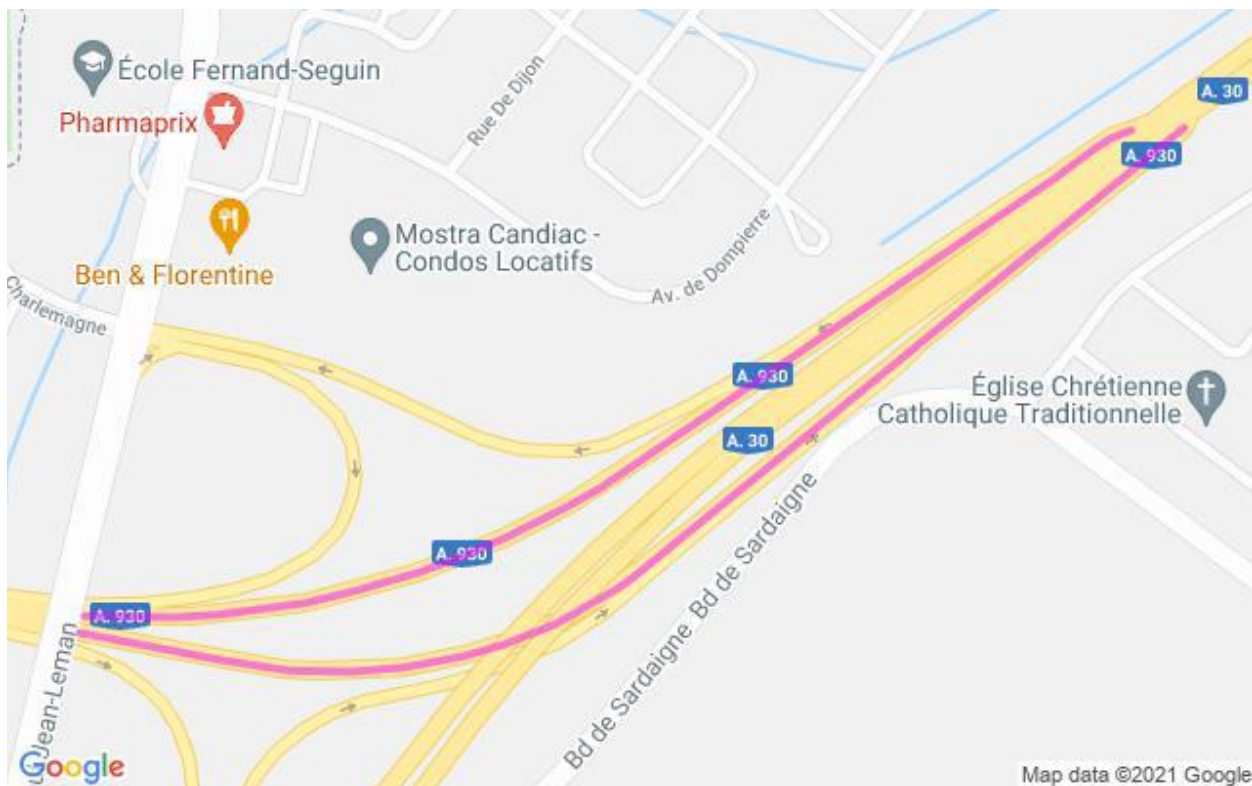 A. 30
École Fernand-Seguin
Rue De Dijon
Pharmaprix
A. 930
Mostra Candiac -
Condos Locatifs
Ben & Florentine
Av. de Dompierre
Charlemagne
A. 930
Église Chrétienne
Catholique Traditionnelle
A. 30
Bd de Sardaigne
A. 930
A. 930
Jean-Leman
Bd de Sardaigne
Google
Map data ©2021 Google